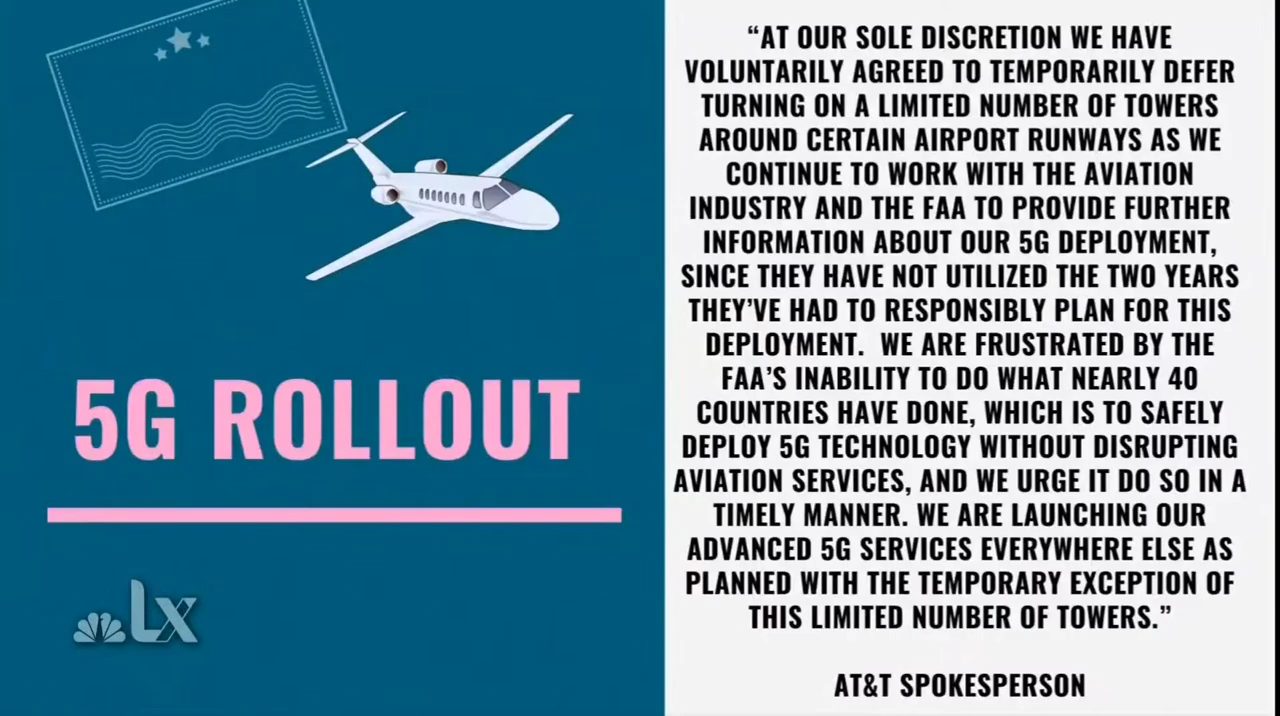 5G ROLLOUT
LX
“AT OUR SOLE DISCRETION WE HAVE
VOLUNTARILY AGREED TO TEMPORARILY DEFER
TURNING ON A LIMITED NUMBER OF TOWERS
AROUND CERTAIN AIRPORT RUNWAYS AS WE
CONTINUE TO WORK WITH THE AVIATION
INDUSTRY AND THE FAA TO PROVIDE FURTHER
INFORMATION ABOUT OUR 5G DEPLOYMENT,
SINCE THEY HAVE NOT UTILIZED THE TWO YEARS
THEY’VE HAD TO RESPONSIBLY PLAN FOR THIS
DEPLOYMENT.  WE ARE FRUSTRATED BY THE
FAA’S INABILITY TO DO WHAT NEARLY 40
COUNTRIES HAVE DONE, WHICH IS TO SAFELY
DEPLOY 5G TECHNOLOGY WITHOUT DISRUPTING
AVIATION SERVICES, AND WE URGE IT DO SO IN A
TIMELY MANNER. WE ARE LAUNCHING OUR
ADVANCED 5G SERVICES EVERYWHERE ELSE AS
PLANNED WITH THE TEMPORARY EXCEPTION OF
THIS LIMITED NUMBER OF TOWERS.”
AT&T SPOKESPERSON